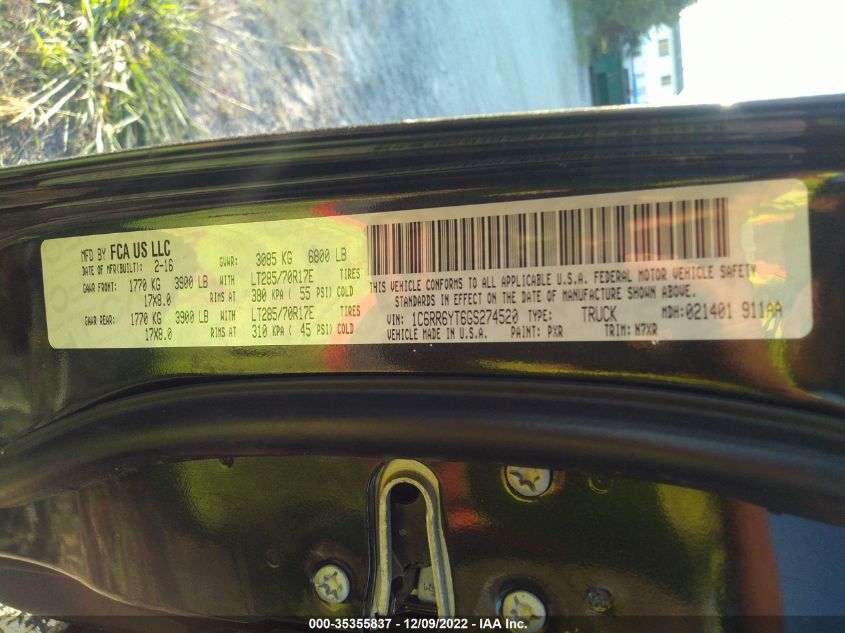 MFD BY FCA US LLC
DATE OF MFR(BUILT): 2-16
GVWR: 3085 KG 6800 LB
GAWR FRONT: 1770 KG 3900 LB WITH LT285/70R17E TIRES
17X8.0 RIMS AT 380 KPA ( 55 PSI) COLD
GAWR REAR: 1770 KG 3900 LB WITH LT285/70R17E TIRES
17X8.0 RIMS AT 310 KPA ( 45 PSI) COLD
THIS VEHICLE CONFORMS TO ALL APPLICABLE U.S.A. FEDERAL MOTOR VEHICLE SAFETY
STANDARDS IN EFFECT ON THE DATE OF MANUFACTURE SHOWN ABOVE.
VIN: 1C6RR6YT6GS274520 TYPE: TRUCK MDH:021401 911AA
VEHICLE MADE IN U.S.A. PAINT: PXR TRIM: N7XR
000-35355837 - 12/09/2022 - IAA Inc.